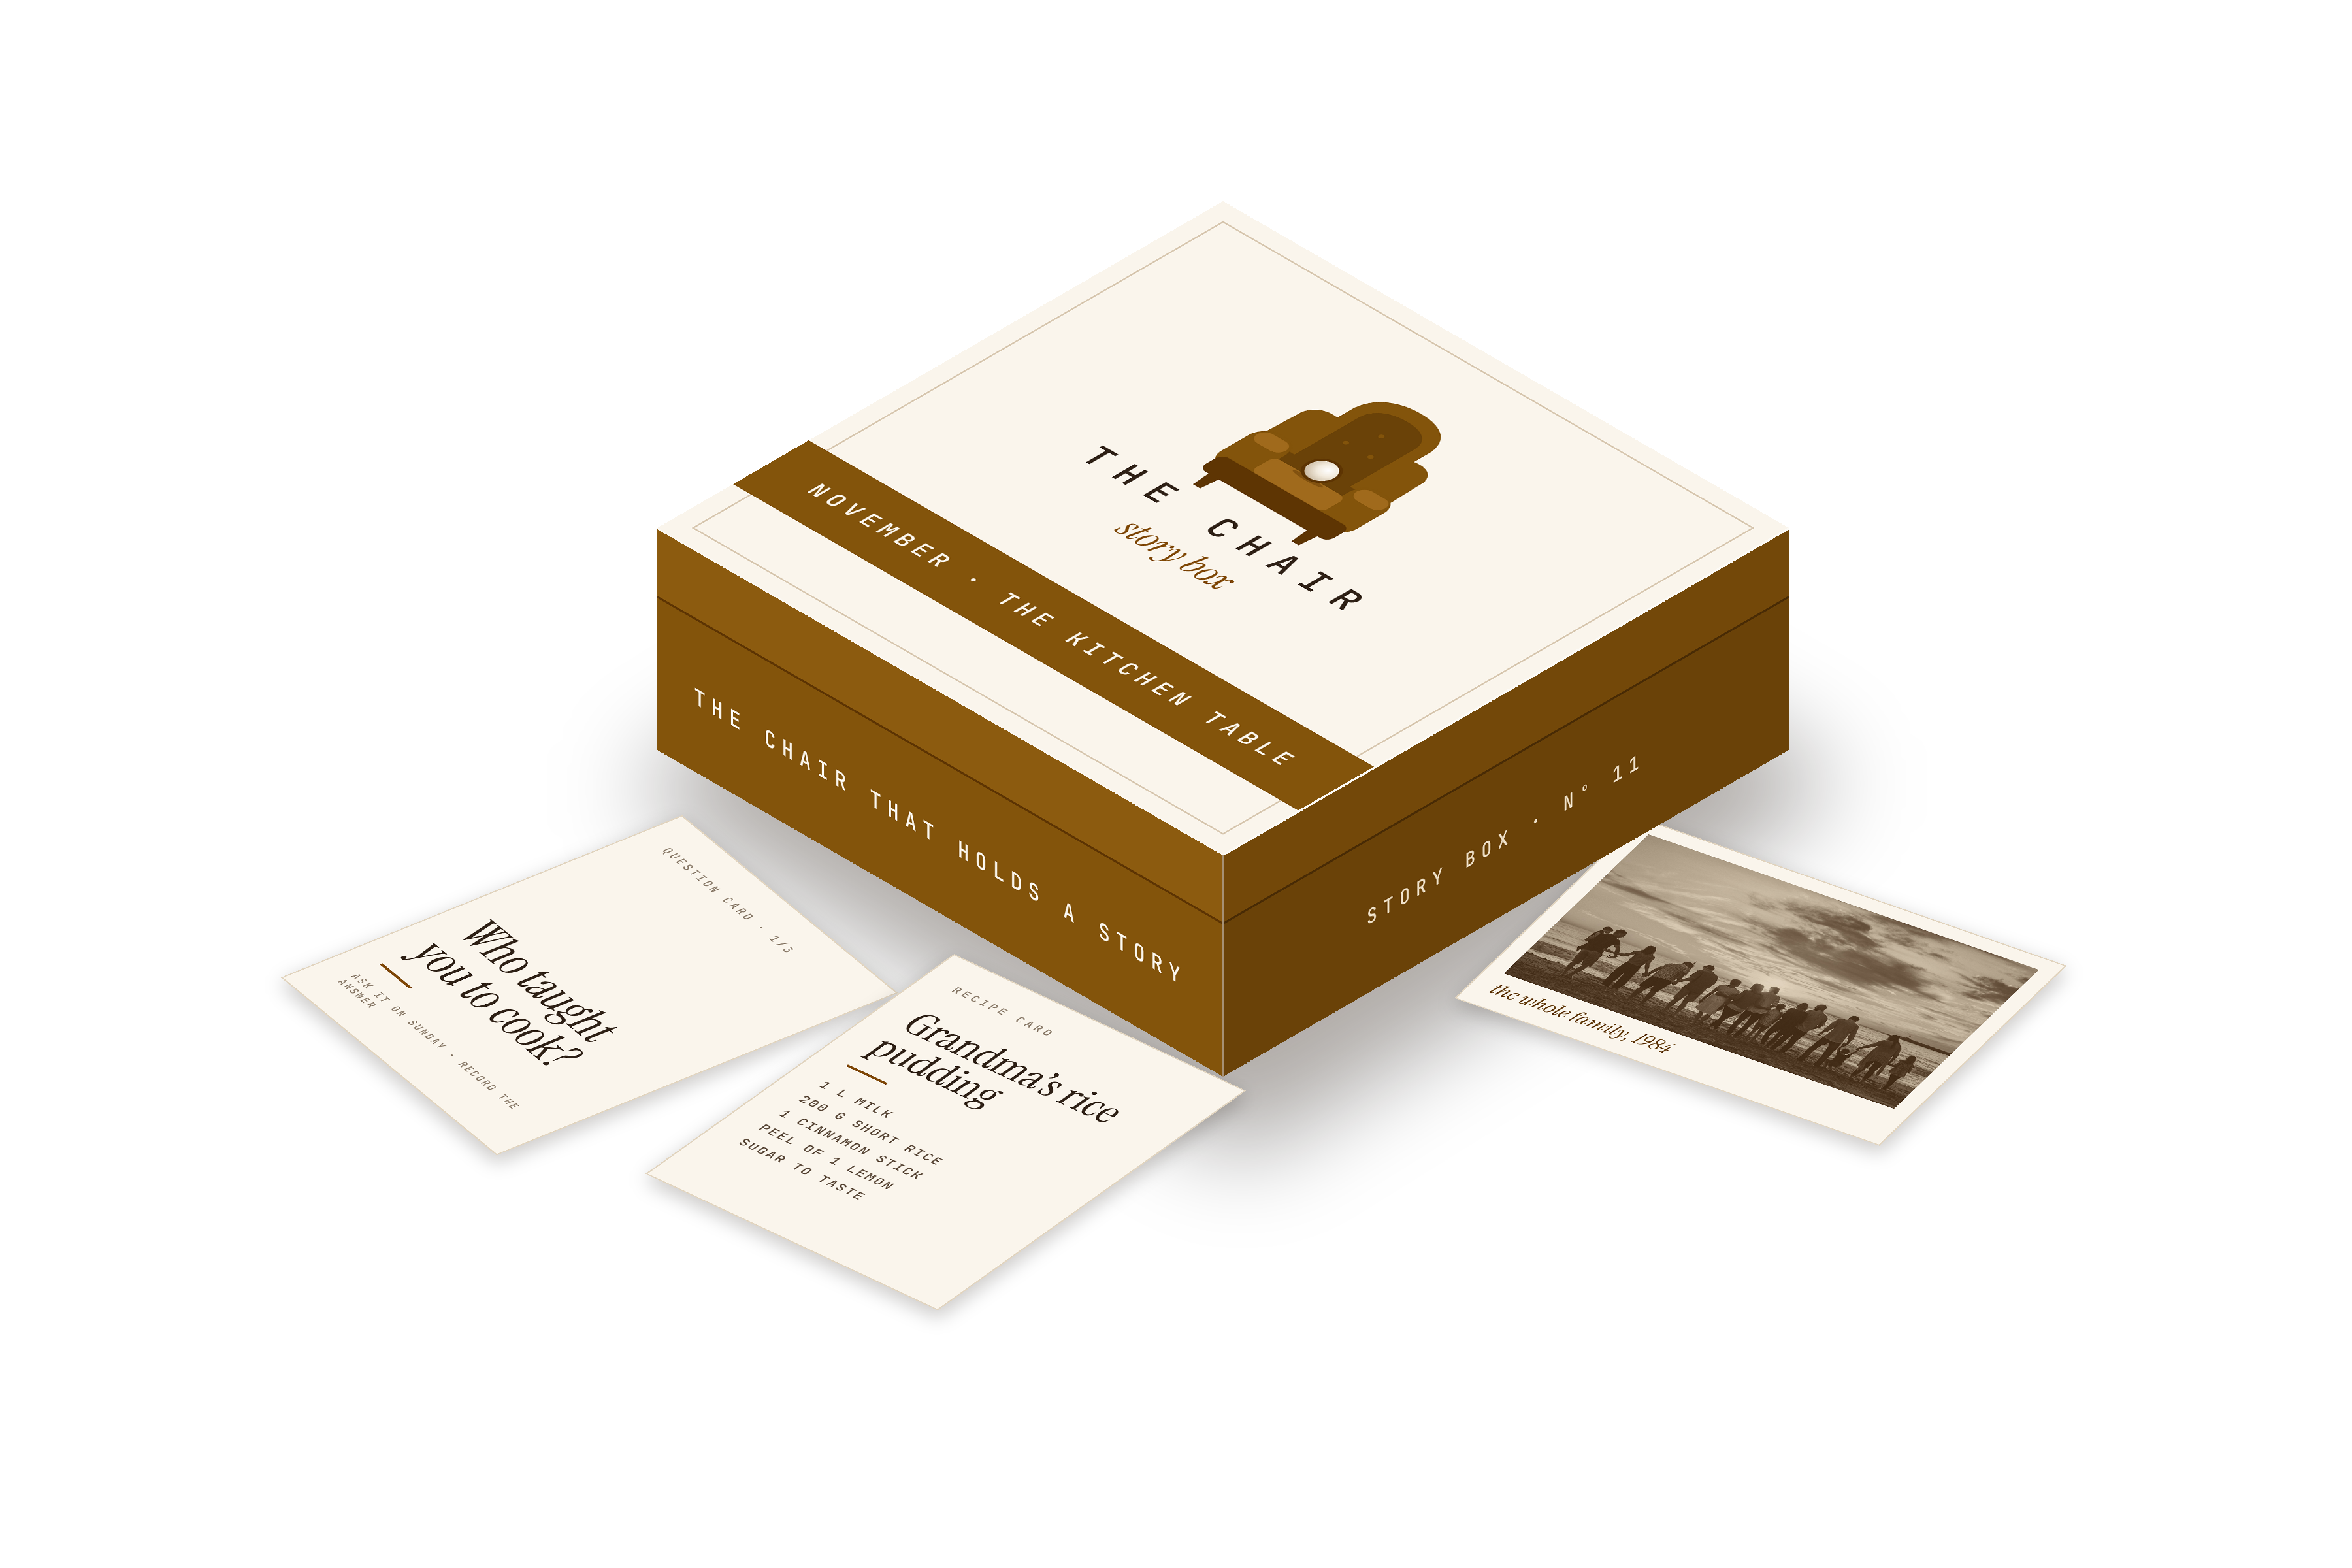 THE CHAIR
story box
NOVEMBER · THE KITCHEN TABLE
THE CHAIR THAT HOLDS A STORY
STORY BOX · N° 11
QUESTION CARD · 1/3
Who taught
you to cook?
ASK IT ON SUNDAY · RECORD THE
ANSWER
RECIPE CARD
Grandma’s rice
pudding
1 L MILK
200 G SHORT RICE
1 CINNAMON STICK
PEEL OF 1 LEMON
SUGAR TO TASTE
the whole family, 1984